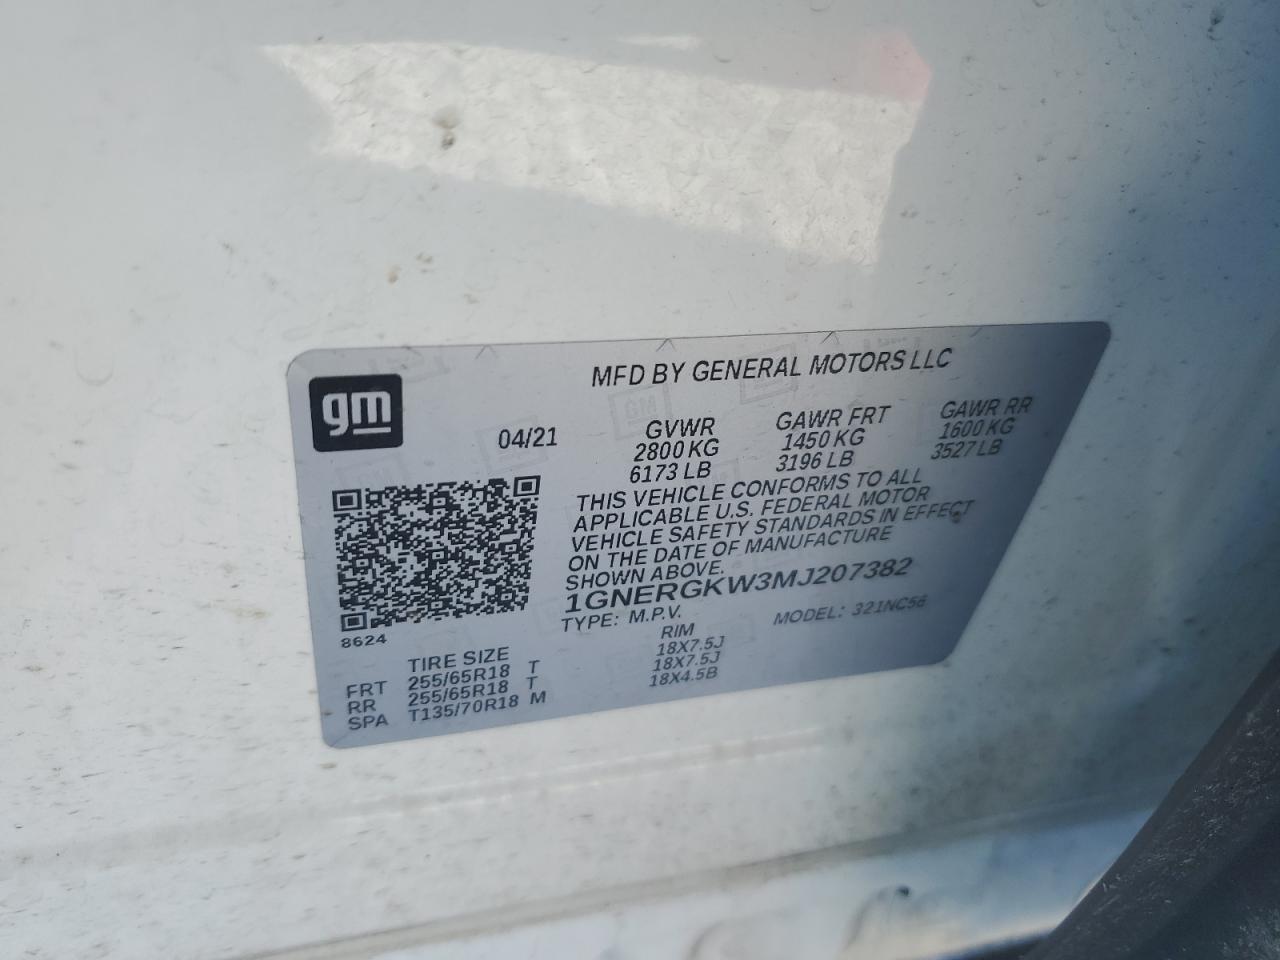 MFD BY GENERAL MOTORS LLC
gm
04/21
GVWR GAWR FRT GAWR RR
2800 KG 1450 KG 1600 KG
6173 LB 3196 LB 3527 LB
THIS VEHICLE CONFORMS TO ALL
APPLICABLE U.S. FEDERAL MOTOR
VEHICLE SAFETY STANDARDS IN EFFECT
ON THE DATE OF MANUFACTURE
SHOWN ABOVE.
1GNERGKW3MJ207382
TYPE: M.P.V. MODEL: 321NC56
8624
TIRE SIZE RIM
FRT 255/65R18 T 18X7.5J
RR 255/65R18 T 18X7.5J
SPA T135/70R18 M 18X4.5B